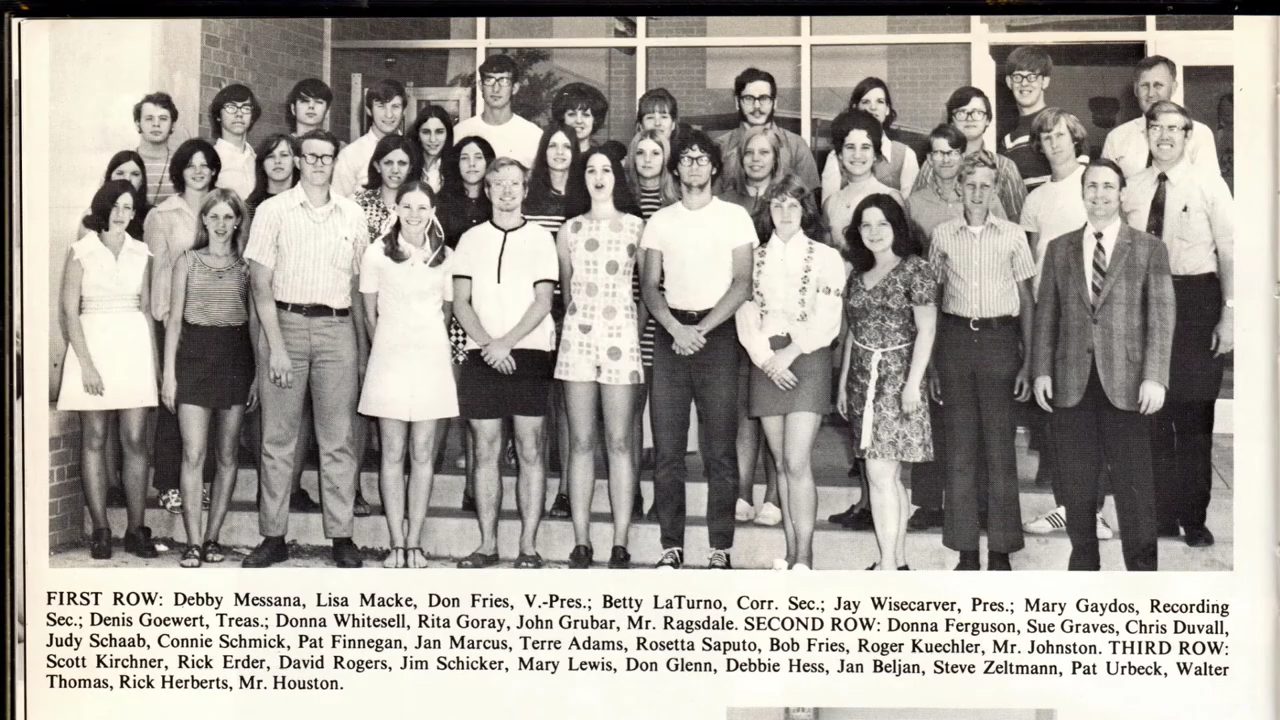 FIRST ROW: Debby Messana, Lisa Macke, Don Fries, V.-Pres.; Betty LaTurno, Corr. Sec.; Jay Wisecarver, Pres.; Mary Gaydos, Recording
Sec.; Denis Goewert, Treas.; Donna Whitesell, Rita Goray, John Grubar, Mr. Ragsdale. SECOND ROW: Donna Ferguson, Sue Graves, Chris Duvall,
Judy Schaab, Connie Schmick, Pat Finnegan, Jan Marcus, Terre Adams, Rosetta Saputo, Bob Fries, Roger Kuechler, Mr. Johnston. THIRD ROW:
Scott Kirchner, Rick Erder, David Rogers, Jim Schicker, Mary Lewis, Don Glenn, Debbie Hess, Jan Beljan, Steve Zeltmann, Pat Urbeck, Walter
Thomas, Rick Herberts, Mr. Houston.